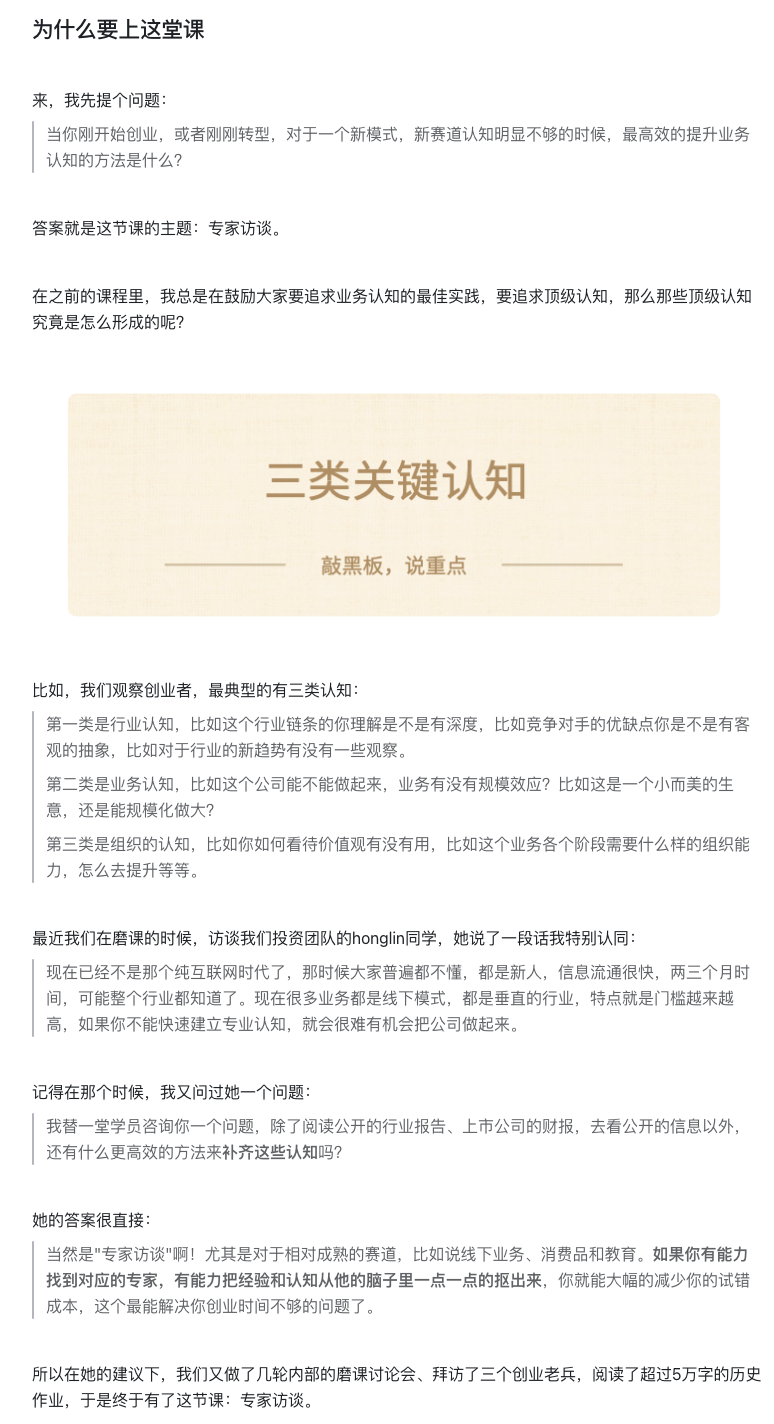 为什么要上这堂课
来，我先提个问题：
当你刚开始创业，或者刚刚转型，对于一个新模式，新赛道认知明显不够的时候，最高效的提升业务
认知的方法是什么？
答案就是这节课的主题：专家访谈。
在之前的课程里，我总是在鼓励大家要追求业务认知的最佳实践，要追求顶级认知，那么那些顶级认知
究竟是怎么形成的呢？
三类关键认知
敲黑板，说重点
比如，我们观察创业者，最典型的有三类认知：
第一类是行业认知，比如这个行业链条的你理解是不是有深度，比如竞争对手的优缺点你是不是有客
观的抽象，比如对于行业的新趋势有没有一些观察。
第二类是业务认知，比如这个公司能不能做起来，业务有没有规模效应？比如这是一个小而美的生
意，还是能规模化做大？
第三类是组织的认知，比如你如何看待价值观有没有用，比如这个业务各个阶段需要什么样的组织能
力，怎么去提升等等。
最近我们在磨课的时候，访谈我们投资团队的honglin同学，她说了一段话我特别认同：
现在已经不是那个纯互联网时代了，那时候大家普遍都不懂，都是新人，信息流通很快，两三个月时
间，可能整个行业都知道了。现在很多业务都是线下模式，都是垂直的行业，特点就是门槛越来越
高，如果你不能快速建立专业认知，就会很难有机会把公司做起来。
记得在那个时候，我又问过她一个问题：
我替一堂学员咨询你一个问题，除了阅读公开的行业报告、上市公司的财报，去看公开的信息以外，
还有什么更高效的方法来补齐这些认知吗？
她的答案很直接：
当然是"专家访谈"啊！尤其是对于相对成熟的赛道，比如说线下业务、消费品和教育。如果你有能力
找到对应的专家，有能力把经验和认知从他的脑子里一点一点的抠出来，你就能大幅的减少你的试错
成本，这个最能解决你创业时间不够的问题了。
所以在她的建议下，我们又做了几轮内部的磨课讨论会、拜访了三个创业老兵，阅读了超过5万字的历史
作业，于是终于有了这节课：专家访谈。